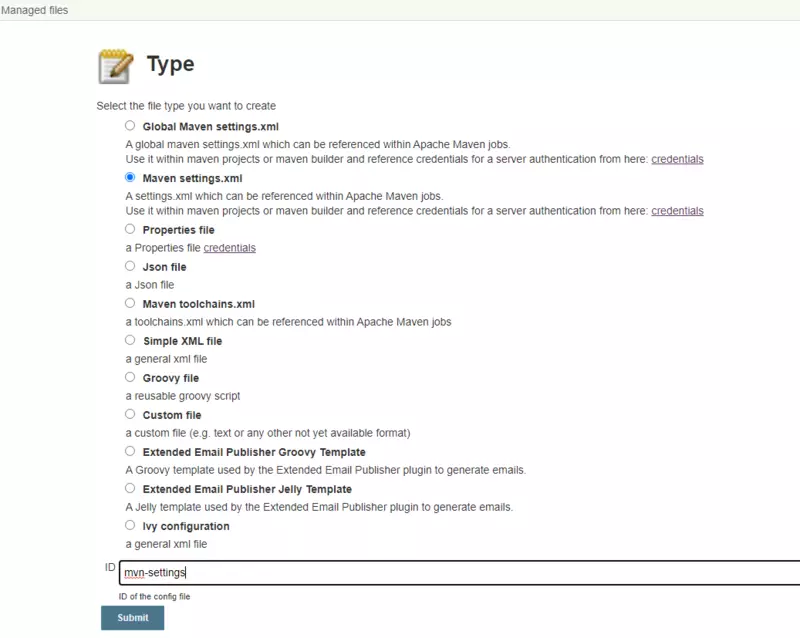 Managed files
Type
Select the file type you want to create
Global Maven settings.xml
A global maven settings.xml which can be referenced within Apache Maven jobs.
Use it within maven projects or maven builder and reference credentials for a server authentication from here: credentials
Maven settings.xml
A settings.xml which can be referenced within Apache Maven jobs.
Use it within maven projects or maven builder and reference credentials for a server authentication from here: credentials
Properties file
a Properties file credentials
Json file
a Json file
Maven toolchains.xml
a toolchains.xml which can be referenced within Apache Maven jobs
Simple XML file
a general xml file
Groovy file
a reusable groovy script
Custom file
a custom file (e.g. text or any other not yet available format)
Extended Email Publisher Groovy Template
A Groovy template used by the Extended Email Publisher plugin to generate emails.
Extended Email Publisher Jelly Template
A Jelly template used by the Extended Email Publisher plugin to generate emails.
Ivy configuration
a general xml file
ID mvn-settings
ID of the config file
Submit